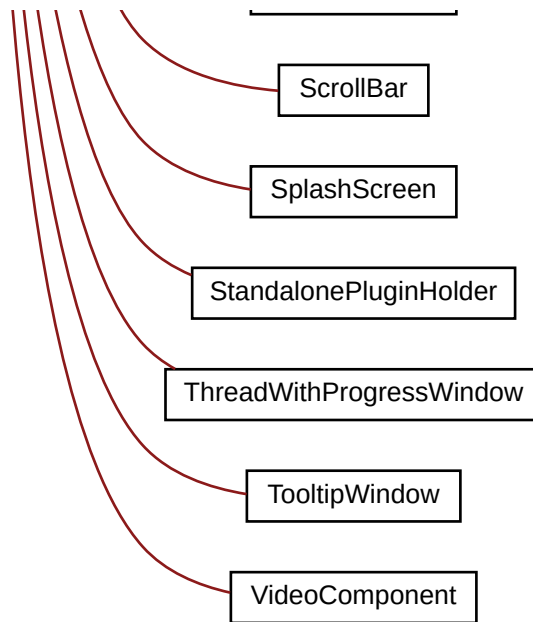 ScrollBar
SplashScreen
StandalonePluginHolder
ThreadWithProgressWindow
TooltipWindow
VideoComponent